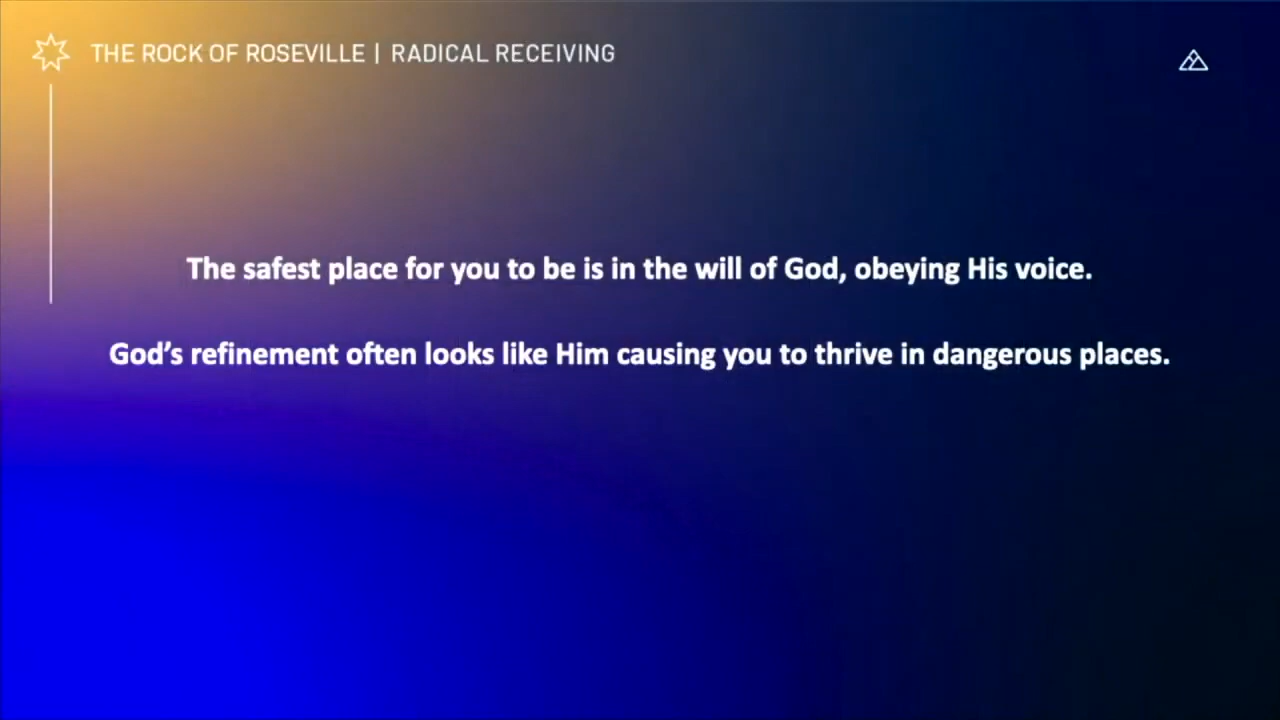 THE ROCK OF ROSEVILLE | RADICAL RECEIVING
The safest place for you to be is in the will of God, obeying His voice.
God’s refinement often looks like Him causing you to thrive in dangerous places.